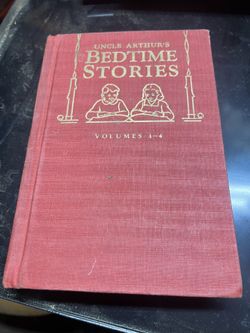 UNCLE ARTHUR'S
BEDTIME
STORIES
VOLUMES 1-4